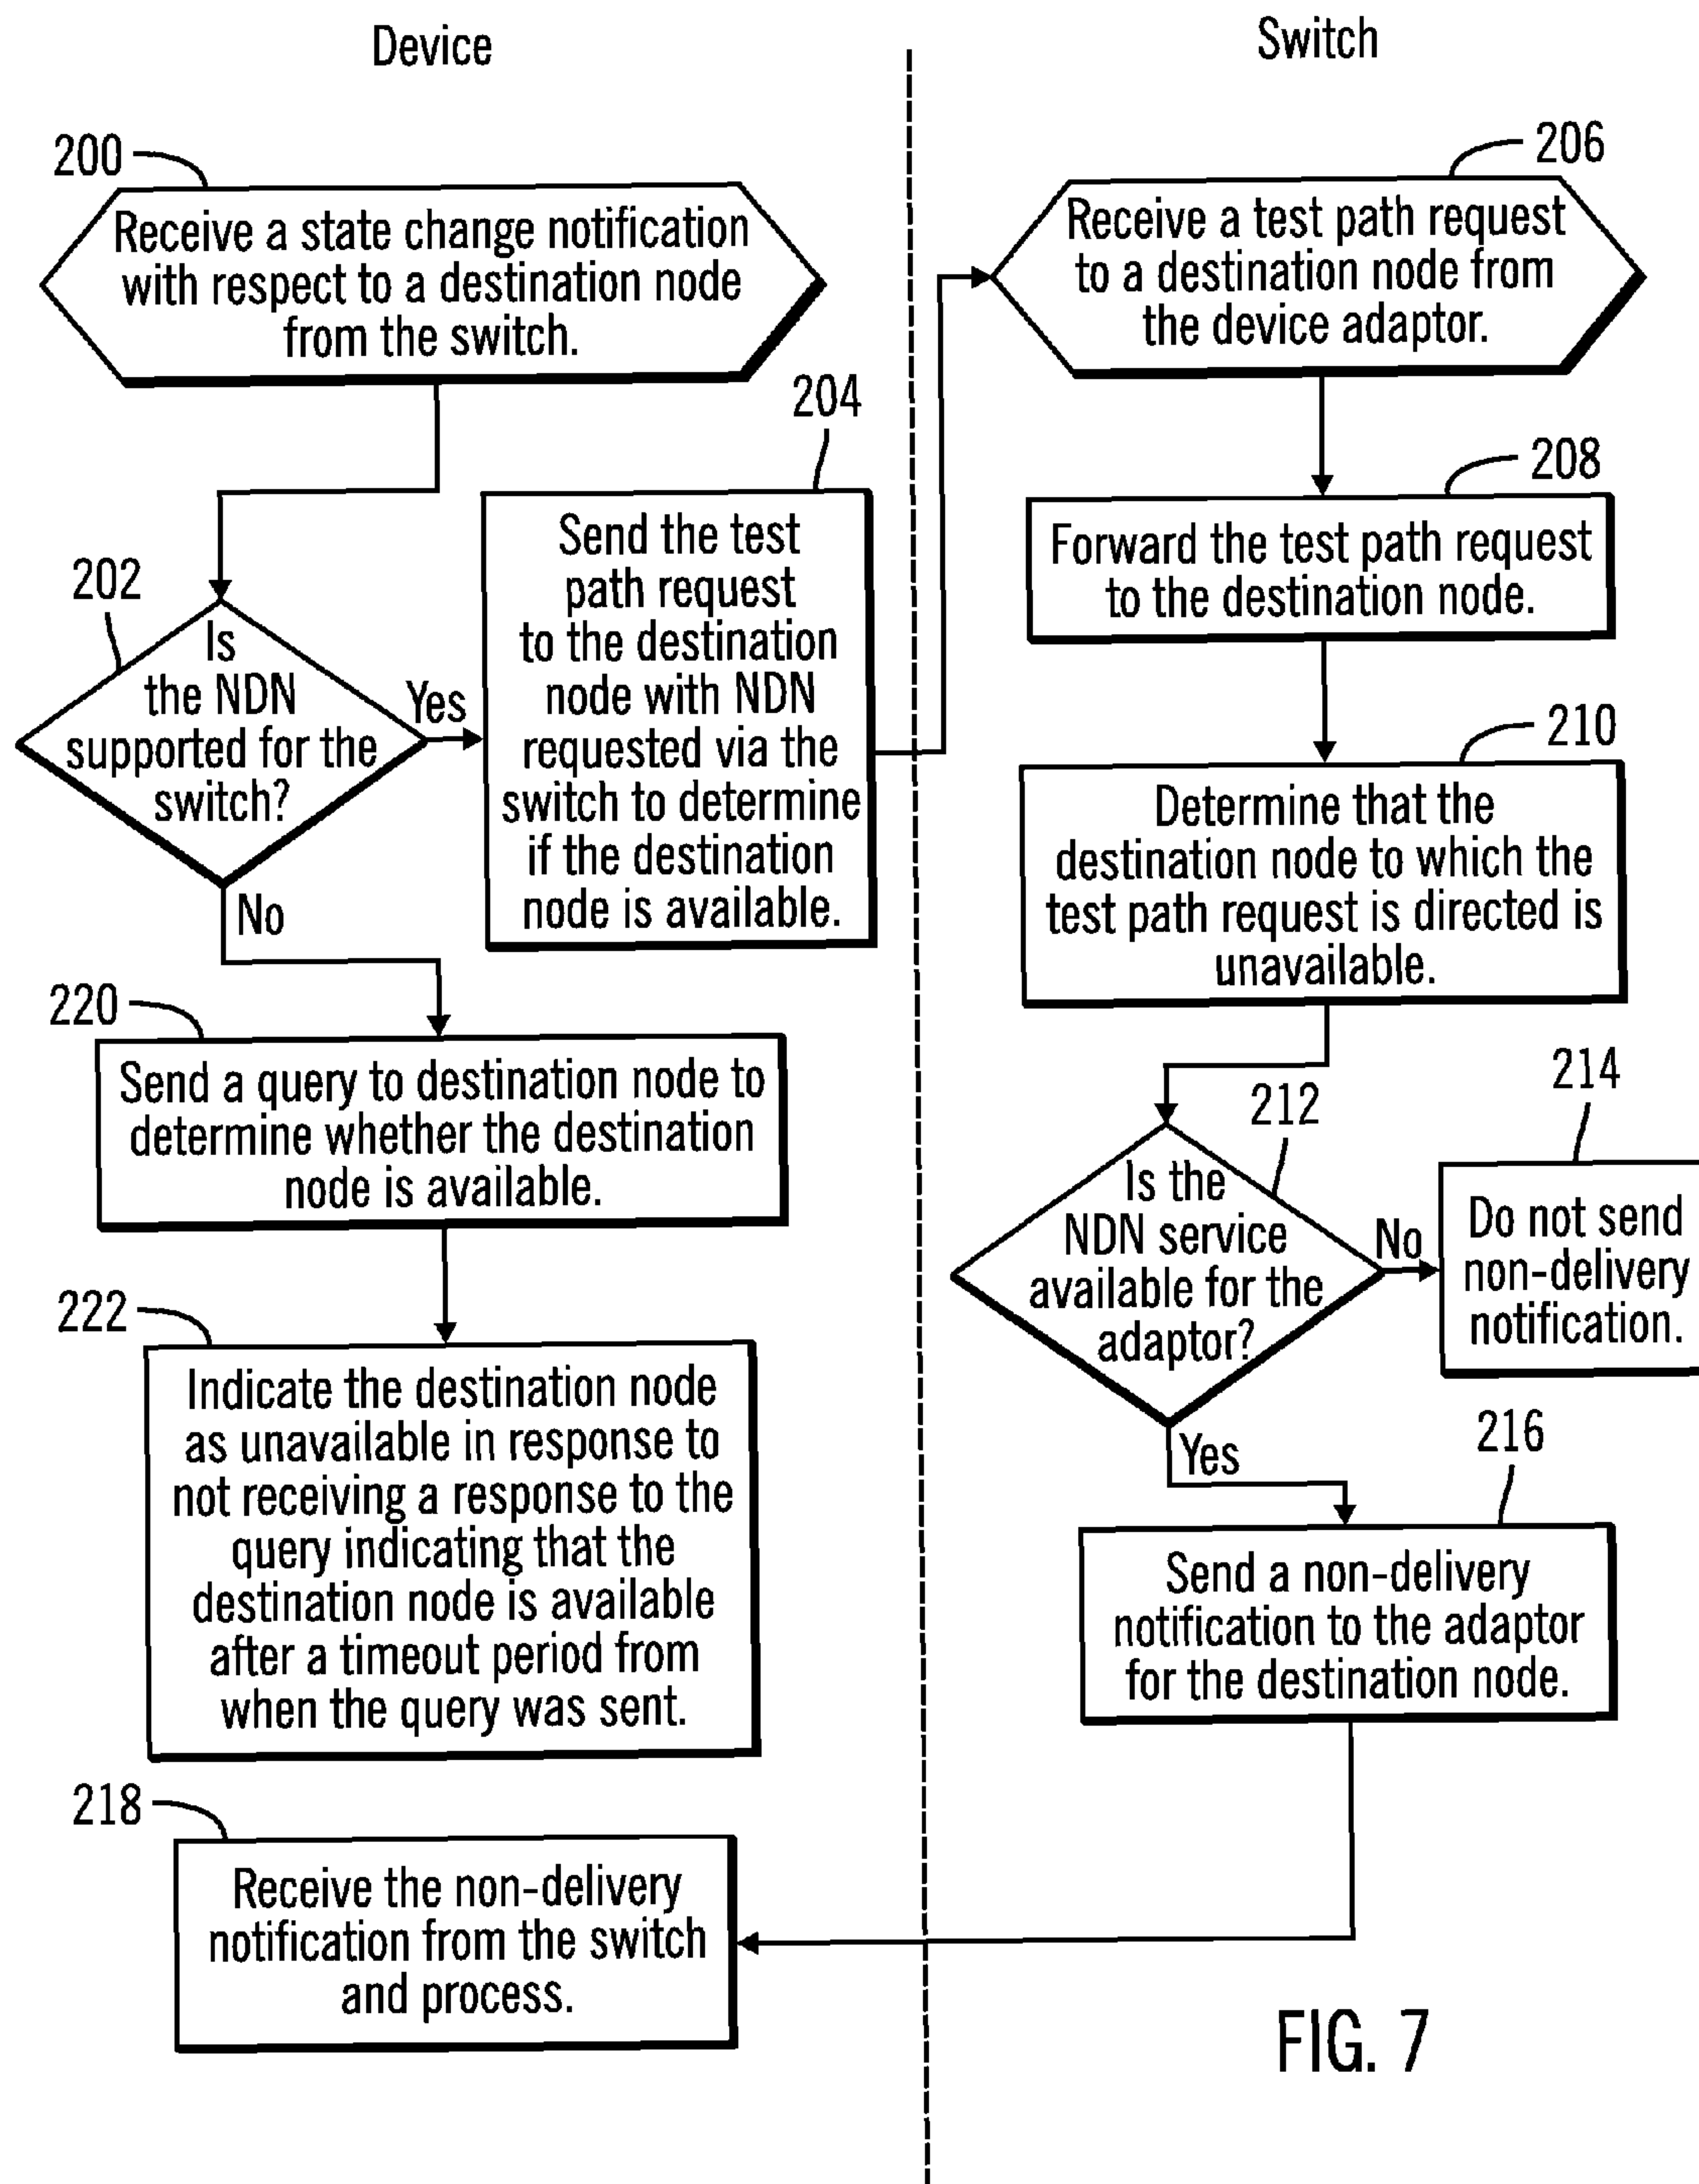 Device
200
Receive a state change notification
with respect to a destination node
from the switch.
204
202
Is
the NDN
supported for the
switch?
Yes
No
Send the test
path request
to the destination
node with NDN
requested via the
switch to determine
if the destination
node is available.
220
Send a query to destination node to
determine whether the destination
node is available.
222
Indicate the destination node
as unavailable in response to
not receiving a response to the
query indicating that the
destination node is available
after a timeout period from
when the query was sent.
218
Receive the non-delivery
notification from the switch
and process.
Switch
206
Receive a test path request
to a destination node from
the device adaptor.
208
Forward the test path request
to the destination node.
210
Determine that the
destination node to which the
test path request is directed is
unavailable.
212
Is the
NDN service
available for the
adaptor?
No
Yes
214
Do not send
non-delivery
notification.
216
Send a non-delivery
notification to the adaptor
for the destination node.
FIG. 7